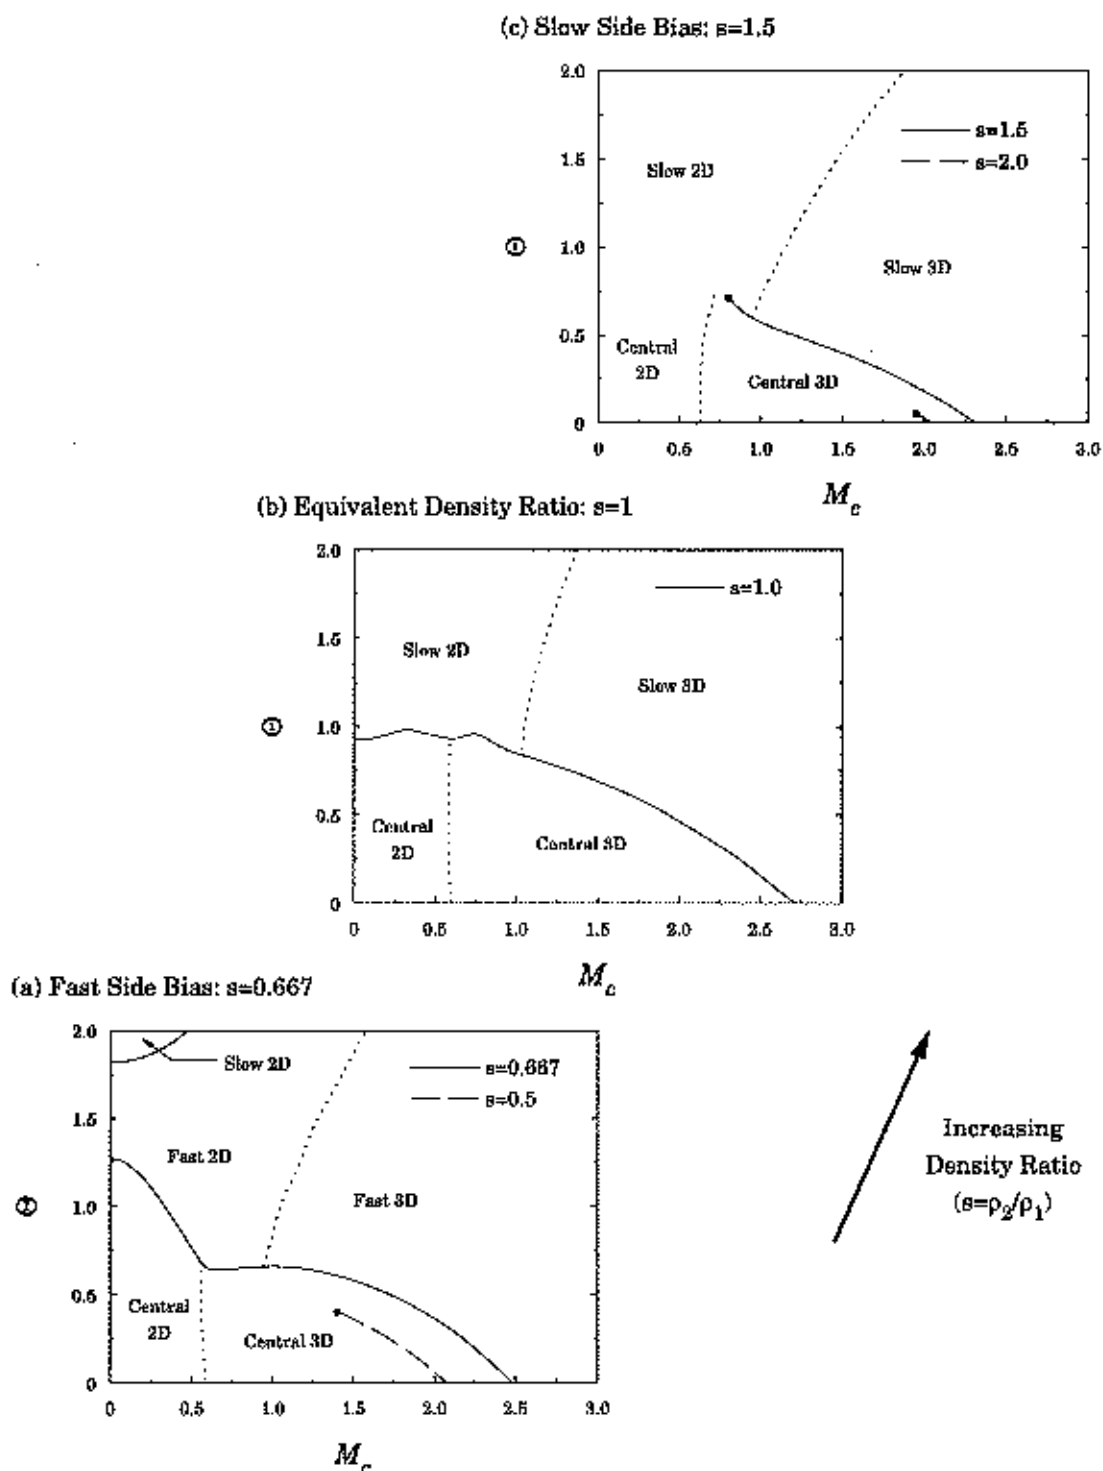 (c) Slow Side Bias: s=1.5
2.0
s=1.5
s=2.0
1.5
Slow 2D
1.0
Slow 3D
0.5
Central
2D
Central 3D
0
0 0.5 1.0 1.5 2.0 2.5 3.0
M_c
(b) Equivalent Density Ratio: s=1
2.0
s=1.0
1.5
Slow 2D
Slow 3D
1
1.0
0.5
Central
2D
Central 3D
0
0 0.5 1.0 1.5 2.0 2.5 3.0
M_c
(a) Fast Side Bias: s=0.667
2.0
Slow 2D
s=0.667
s=0.5
1.5
Fast 2D
Fast 3D
1.0
0.5
Central
2D
Central 3D
0
0 0.5 1.0 1.5 2.0 2.5 3.0
M_c
Increasing
Density Ratio
(s=ρ2/ρ1)